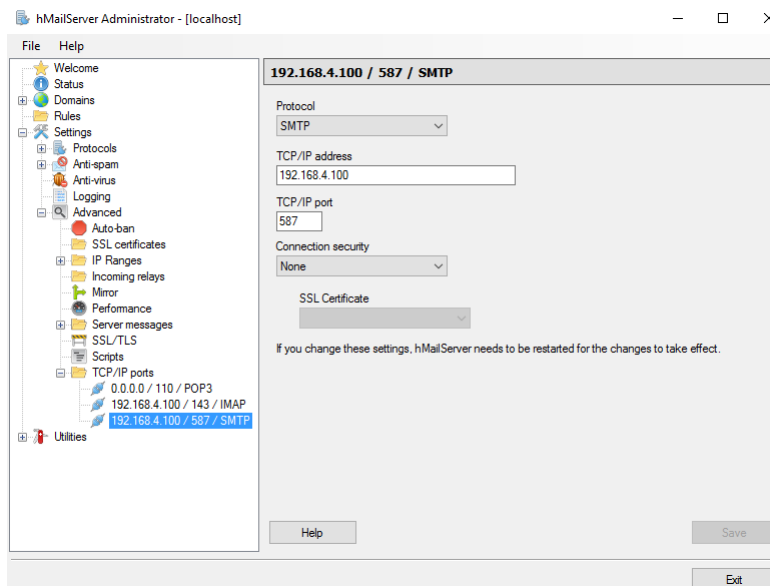 hMailServer Administrator - [localhost]
File Help
Welcome
Status
Domains
Rules
Settings
Protocols
Anti-spam
Anti-virus
Logging
Advanced
Auto-ban
SSL certificates
IP Ranges
Incoming relays
Mirror
Performance
Server messages
SSL/TLS
Scripts
TCP/IP ports
0.0.0.0 / 110 / POP3
192.168.4.100 / 143 / IMAP
192.168.4.100 / 587 / SMTP
Utilities
192.168.4.100 / 587 / SMTP
Protocol
SMTP
TCP/IP address
192.168.4.100
TCP/IP port
587
Connection security
None
SSL Certificate
If you change these settings, hMailServer needs to be restarted for the changes to take effect.
Help
Save
Exit